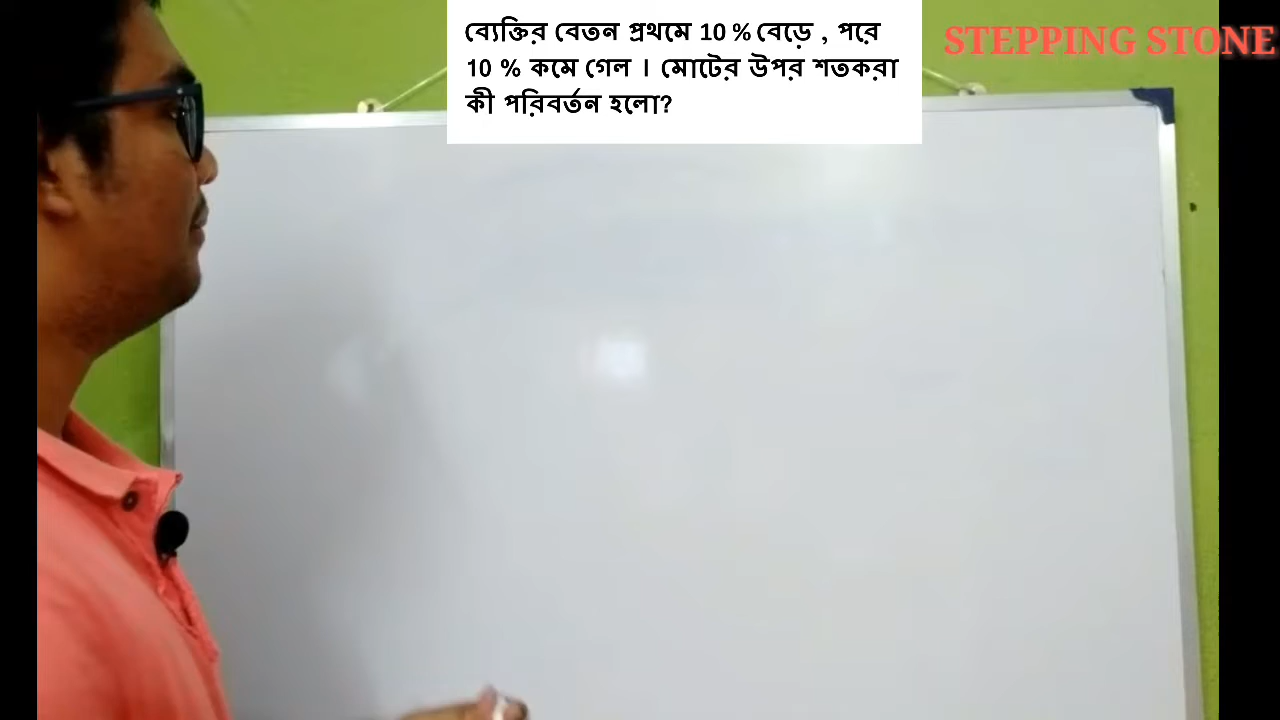 ব্যেক্তির বেতন প্রথমে 10 % বেড়ে , পরে
10 % কমে গেল । মোটের উপর শতকরা
কী পরিবর্তন হলো?
STEPPING STONE